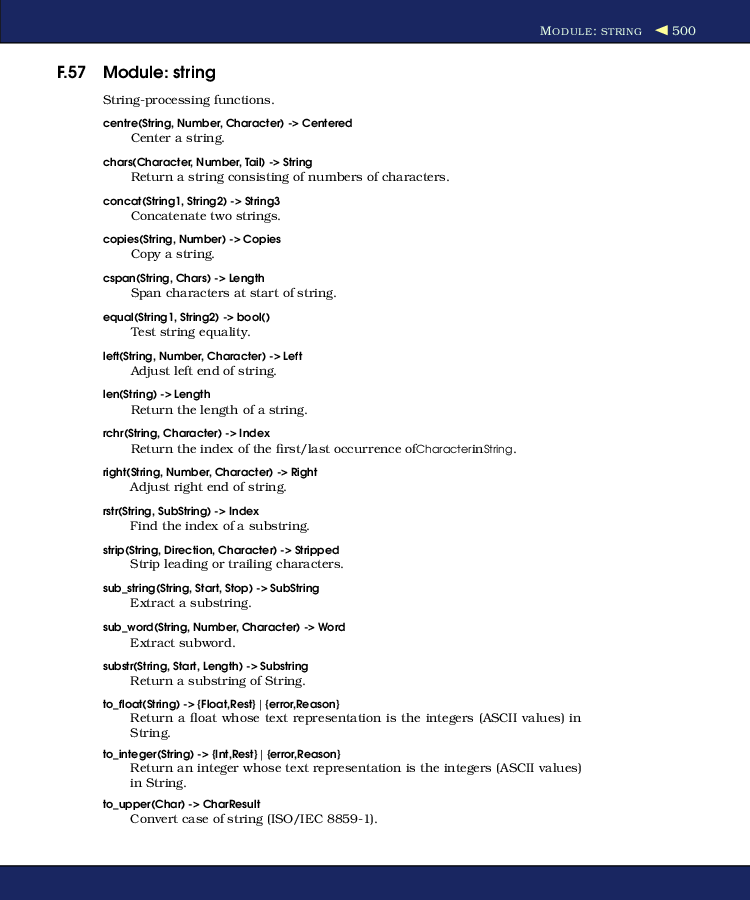 MODULE: STRING ◀ 500
F.57 Module: string
String-processing functions.
centre(String, Number, Character) -> Centered
Center a string.
chars(Character, Number, Tail) -> String
Return a string consisting of numbers of characters.
concat(String1, String2) -> String3
Concatenate two strings.
copies(String, Number) -> Copies
Copy a string.
cspan(String, Chars) -> Length
Span characters at start of string.
equal(String1, String2) -> bool()
Test string equality.
left(String, Number, Character) -> Left
Adjust left end of string.
len(String) -> Length
Return the length of a string.
rchr(String, Character) -> Index
Return the index of the first/last occurrence ofCharacterinString.
right(String, Number, Character) -> Right
Adjust right end of string.
rstr(String, SubString) -> Index
Find the index of a substring.
strip(String, Direction, Character) -> Stripped
Strip leading or trailing characters.
sub_string(String, Start, Stop) -> SubString
Extract a substring.
sub_word(String, Number, Character) -> Word
Extract subword.
substr(String, Start, Length) -> Substring
Return a substring of String.
to_float(String) -> {Float,Rest} | {error,Reason}
Return a float whose text representation is the integers (ASCII values) in
String.
to_integer(String) -> {Int,Rest} | {error,Reason}
Return an integer whose text representation is the integers (ASCII values)
in String.
to_upper(Char) -> CharResult
Convert case of string (ISO/IEC 8859-1).